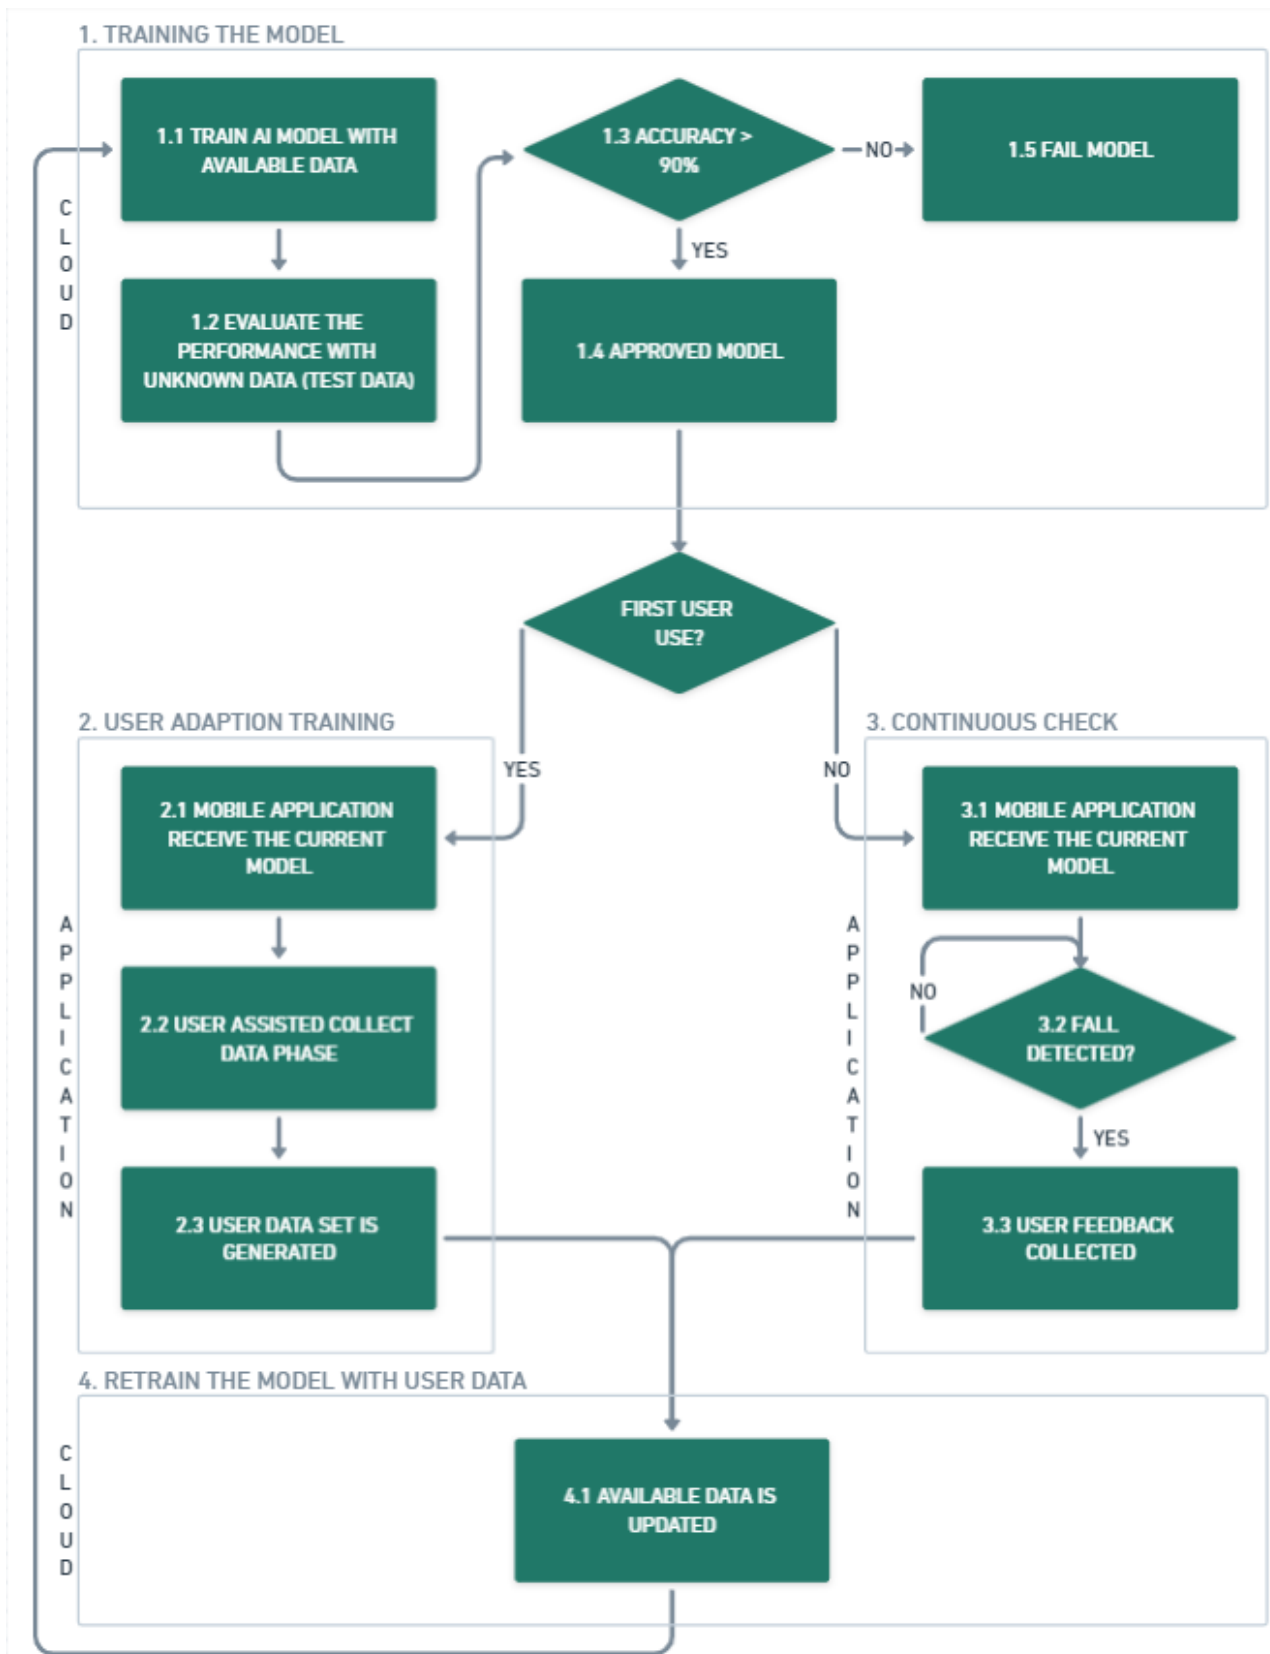 1. TRAINING THE MODEL
1.1 TRAIN AI MODEL WITH
AVAILABLE DATA
1.3 ACCURACY >
90%
NO
1.5 FAIL MODEL
CLOUD
YES
1.2 EVALUATE THE
PERFORMANCE WITH
UNKNOWN DATA (TEST DATA)
1.4 APPROVED MODEL
FIRST USER
USE?
2. USER ADAPTION TRAINING
YES
NO
3. CONTINUOUS CHECK
2.1 MOBILE APPLICATION
RECEIVE THE CURRENT
MODEL
3.1 MOBILE APPLICATION
RECEIVE THE CURRENT
MODEL
APPLICATION
2.2 USER ASSISTED COLLECT
DATA PHASE
APPLICATION
NO
3.2 FALL
DETECTED?
YES
2.3 USER DATA SET IS
GENERATED
3.3 USER FEEDBACK
COLLECTED
4. RETRAIN THE MODEL WITH USER DATA
CLOUD
4.1 AVAILABLE DATA IS
UPDATED